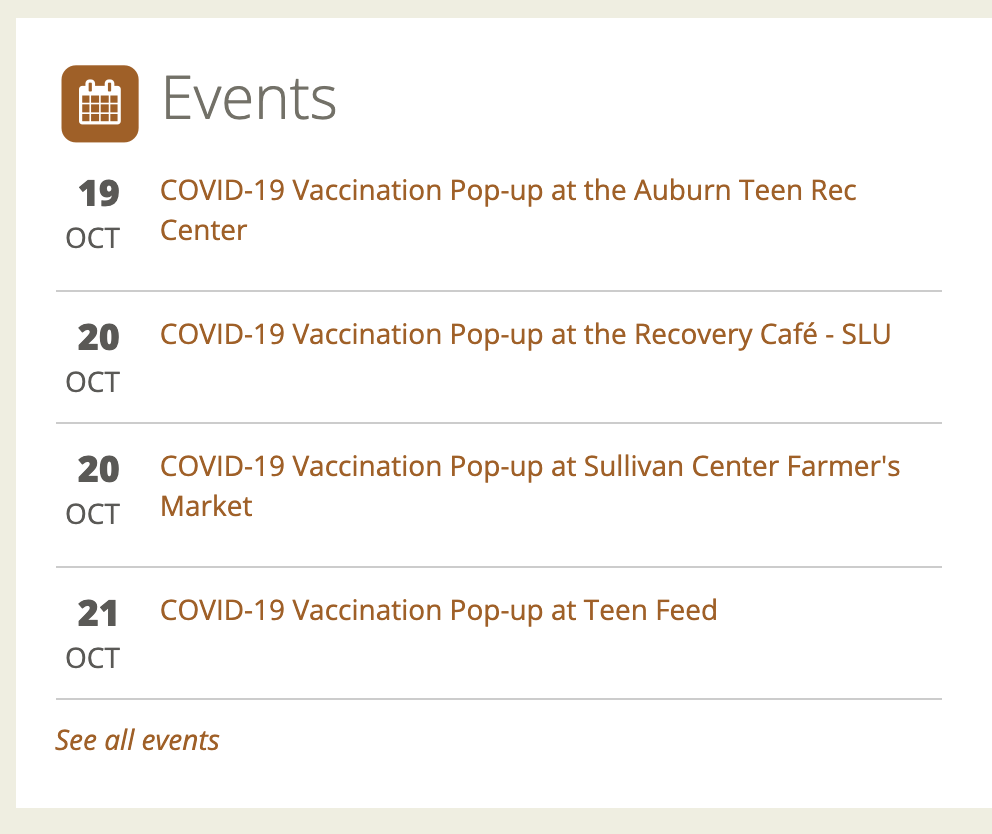 Events
19
OCT
COVID-19 Vaccination Pop-up at the Auburn Teen Rec
Center
20
OCT
COVID-19 Vaccination Pop-up at the Recovery Café - SLU
20
OCT
COVID-19 Vaccination Pop-up at Sullivan Center Farmer's
Market
21
OCT
COVID-19 Vaccination Pop-up at Teen Feed
See all events